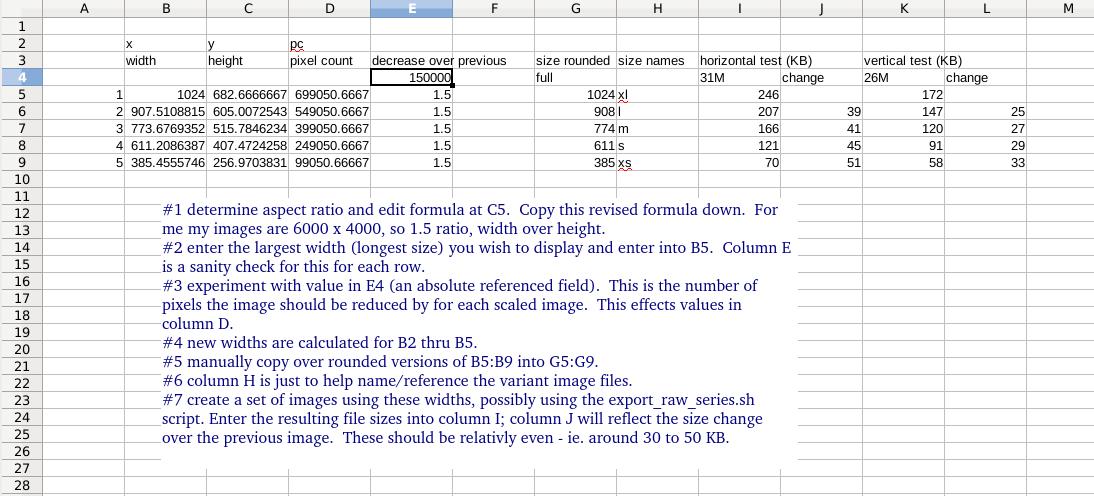 A B C D E F G H I J K L M
1
2 x y pc
3 width height pixel count decrease over previous size rounded size names horizontal test (KB) vertical test (KB)
4 150000 full 31M change 26M change
5 1 1024 682.6666667 699050.6667 1.5 1024 xl 246 172
6 2 907.5108815 605.0072543 549050.6667 1.5 908 l 207 39 147 25
7 3 773.6769352 515.7846234 399050.6667 1.5 774 m 166 41 120 27
8 4 611.2086387 407.4724258 249050.6667 1.5 611 s 121 45 91 29
9 5 385.4555746 256.9703831 99050.66667 1.5 385 xs 70 51 58 33
10
11
12
13
14
15
16
17
18
19
20
21
22
23
24
25
26
27
28
#1 determine aspect ratio and edit formula at C5.  Copy this revised formula down.  For
me my images are 6000 x 4000, so 1.5 ratio, width over height.
#2 enter the largest width (longest size) you wish to display and enter into B5.  Column E
is a sanity check for this for each row.
#3 experiment with value in E4 (an absolute referenced field).  This is the number of
pixels the image should be reduced by for each scaled image.  This effects values in
column D.
#4 new widths are calculated for B2 thru B5.
#5 manually copy over rounded versions of B5:B9 into G5:G9.
#6 column H is just to help name/reference the variant image files.
#7 create a set of images using these widths, possibly using the export_raw_series.sh
script. Enter the resulting file sizes into column I; column J will reflect the size change
over the previous image.  These should be relativly even - ie. around 30 to 50 KB.